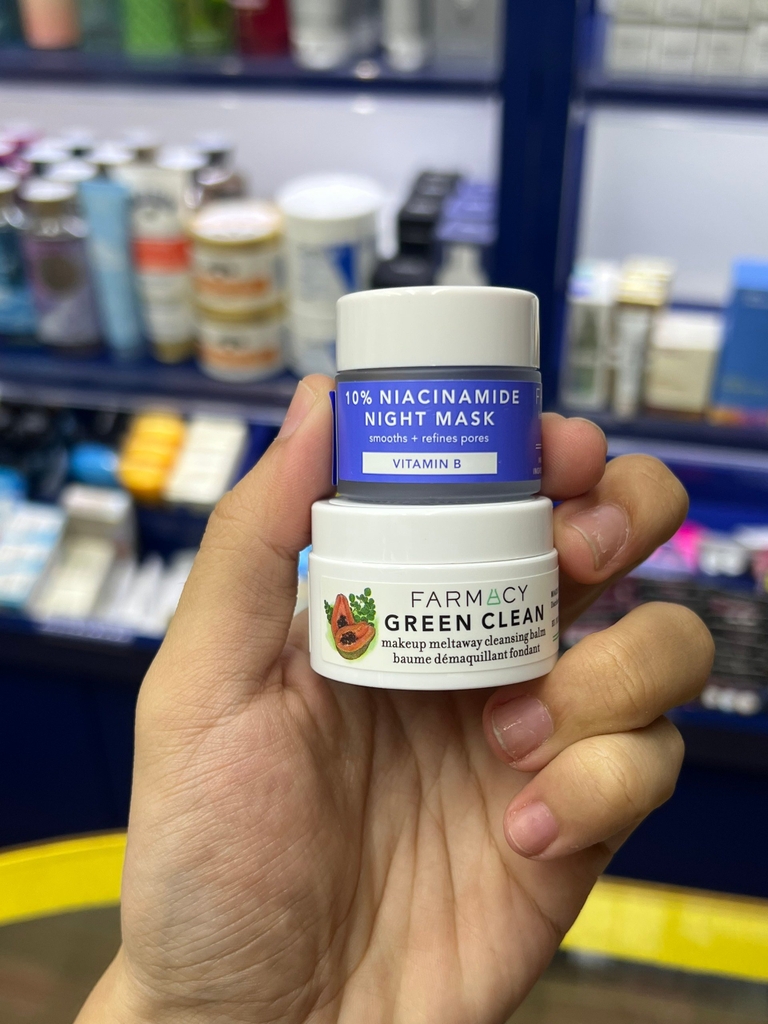 10% NIACINAMIDE
NIGHT MASK
smooths + refines pores
VITAMIN B
FARMACY
GREEN CLEAN
makeup meltaway cleansing balm
baume démaquillant fondant